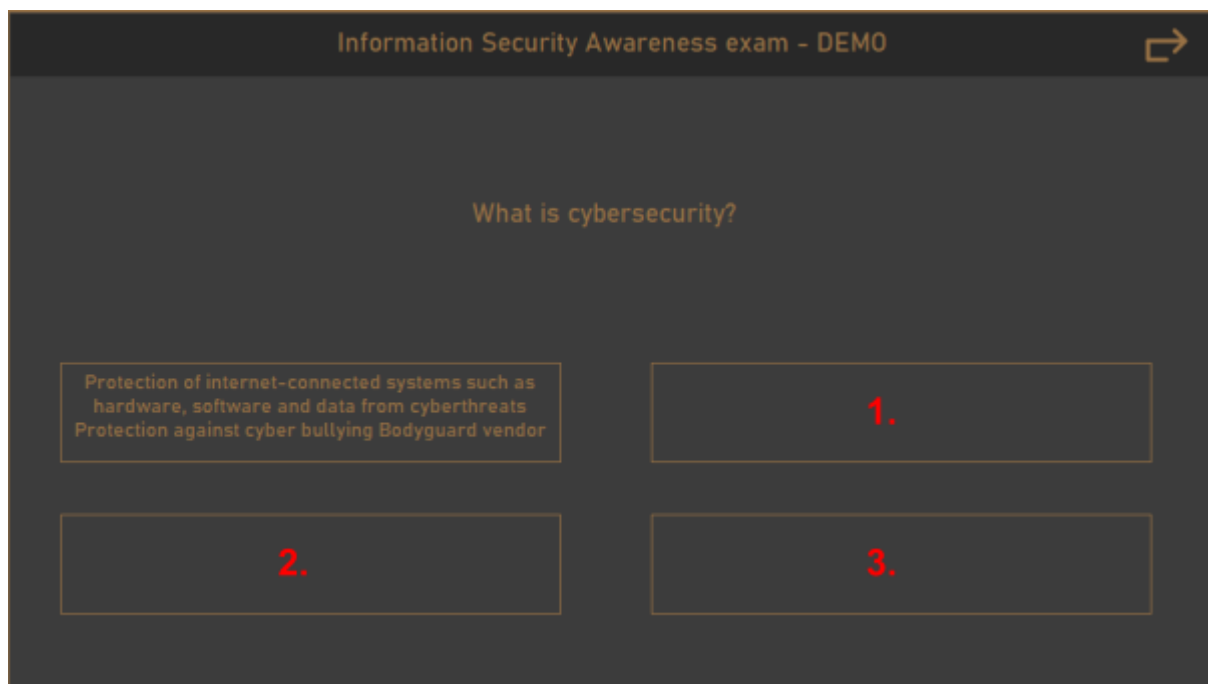 Information Security Awareness exam - DEMO
What is cybersecurity?
Protection of internet-connected systems such as
hardware, software and data from cyberthreats
Protection against cyber bullying Bodyguard vendor
1.
2.
3.